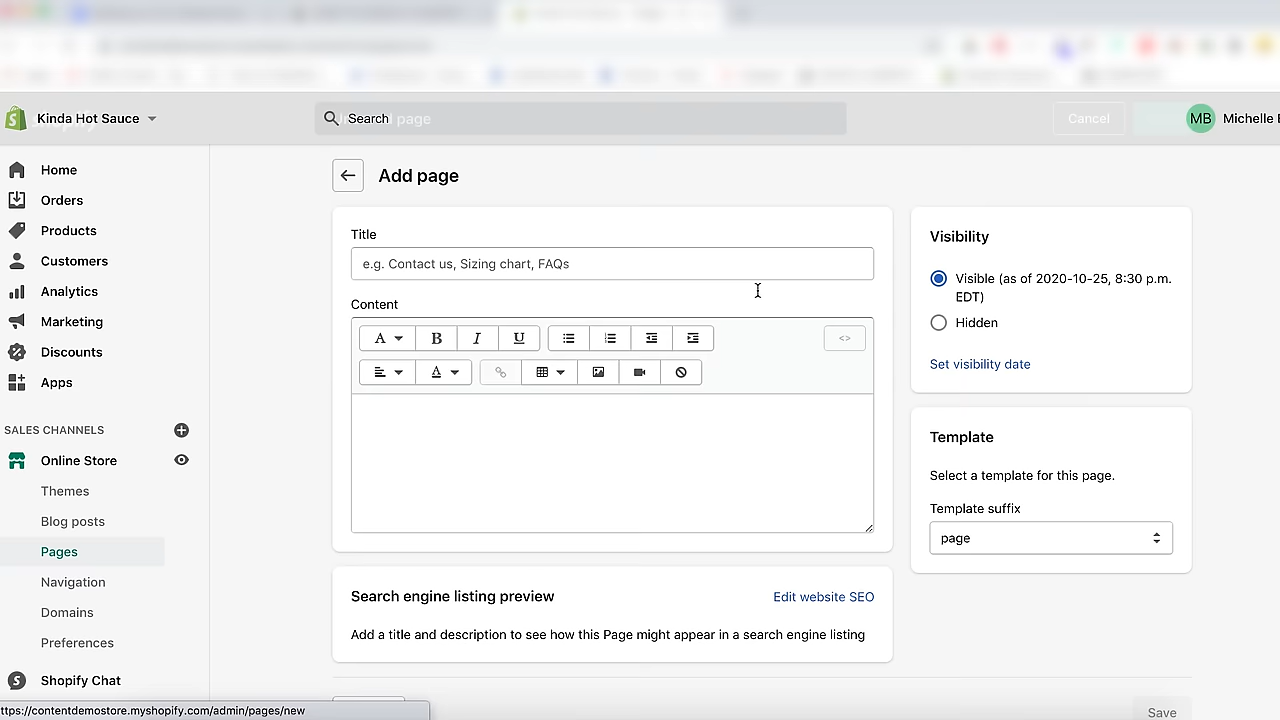 Kinda Hot Sauce
Search
Cancel
MB
Michelle
Home
Orders
Products
Customers
Analytics
Marketing
Discounts
Apps
SALES CHANNELS
Online Store
Themes
Blog posts
Pages
Navigation
Domains
Preferences
Shopify Chat
Add page
Title
e.g. Contact us, Sizing chart, FAQs
Content
A
B
I
U
<>
A
Search engine listing preview
Edit website SEO
Add a title and description to see how this Page might appear in a search engine listing
Visibility
Visible (as of 2020-10-25, 8:30 p.m.
EDT)
Hidden
Set visibility date
Template
Select a template for this page.
Template suffix
page
Save
ttps://contentdemostore.myshopify.com/admin/pages/new